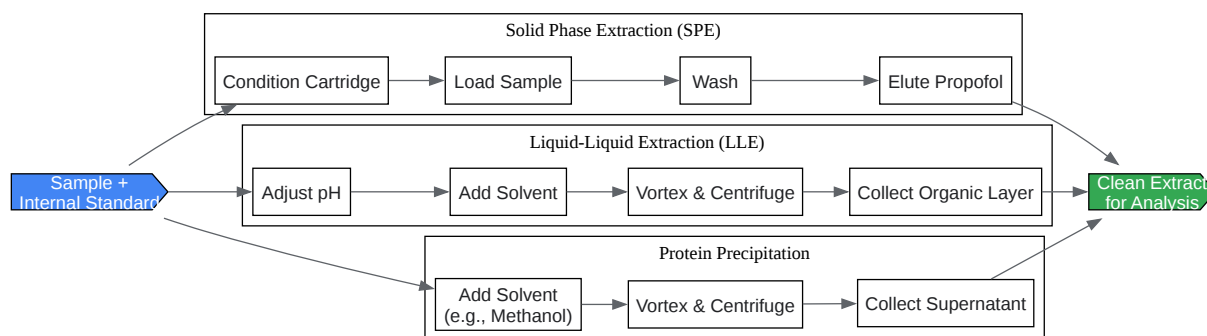 Solid Phase Extraction (SPE)
Condition Cartridge
Load Sample
Wash
Elute Propofol
Liquid-Liquid Extraction (LLE)
Sample +
Internal Standard
Adjust pH
Add Solvent
Vortex & Centrifuge
Collect Organic Layer
Clean Extract
for Analysis
Protein Precipitation
Add Solvent
(e.g., Methanol)
Vortex & Centrifuge
Collect Supernatant